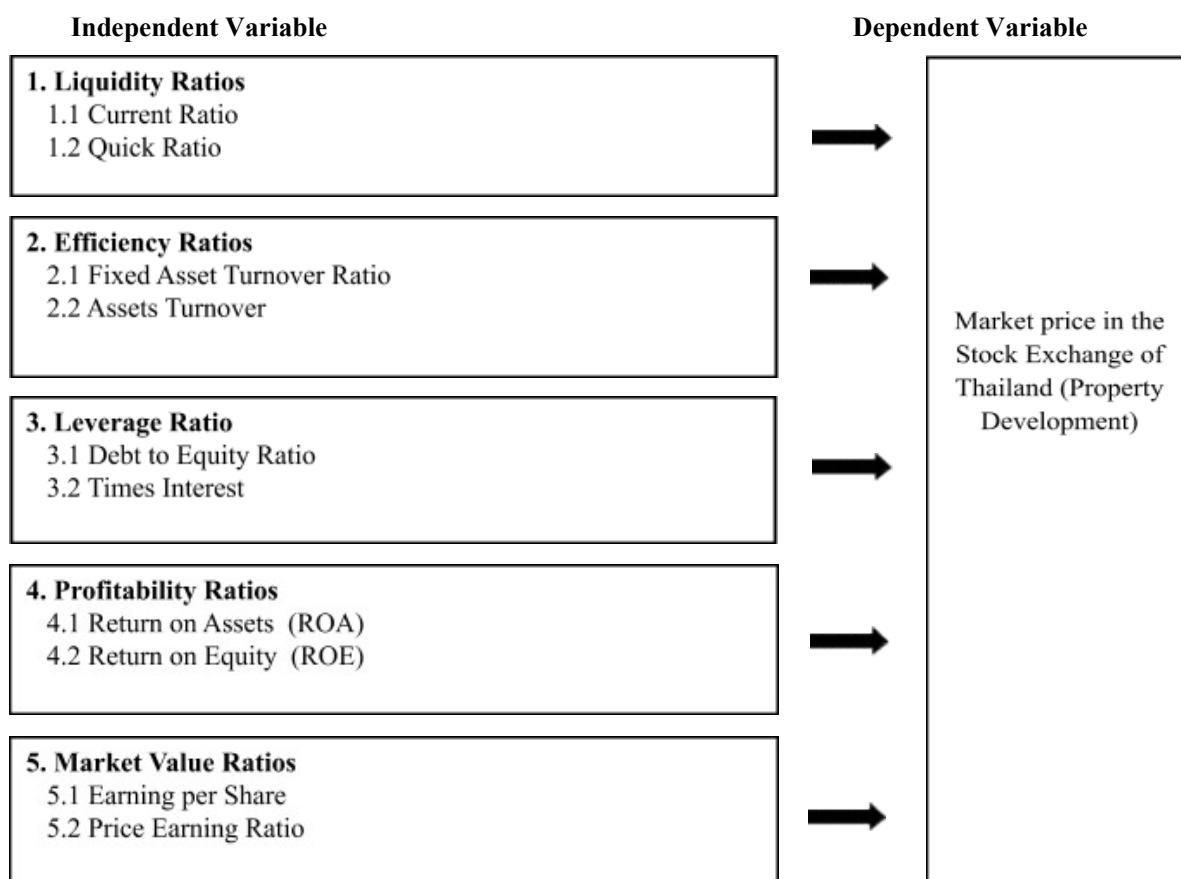 Independent Variable
Dependent Variable
1. Liquidity Ratios
1.1 Current Ratio
1.2 Quick Ratio
2. Efficiency Ratios
2.1 Fixed Asset Turnover Ratio
2.2 Assets Turnover
3. Leverage Ratio
3.1 Debt to Equity Ratio
3.2 Times Interest
4. Profitability Ratios
4.1 Return on Assets (ROA)
4.2 Return on Equity (ROE)
5. Market Value Ratios
5.1 Earning per Share
5.2 Price Earning Ratio
Market price in the
Stock Exchange of
Thailand (Property
Development)